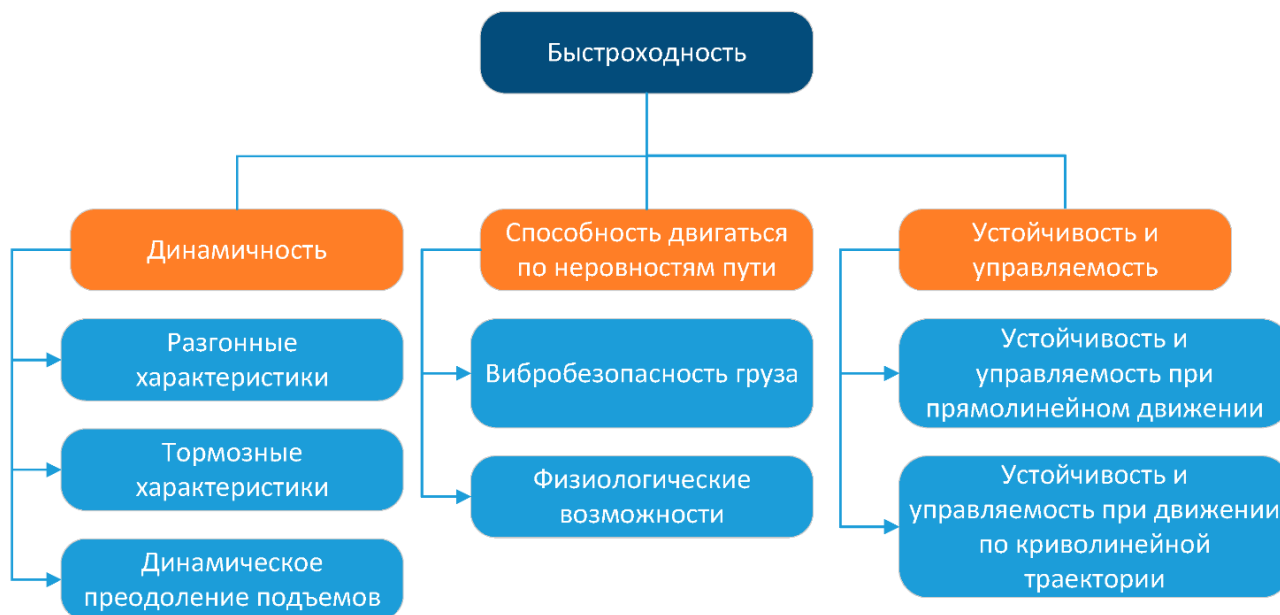 Быстроходность
Динамичность
Разгонные
характеристики
Тормозные
характеристики
Динамическое
преодоление подъемов
Способность двигаться
по неровностям пути
Вибробезопасность груза
Физиологические
возможности
Устойчивость и
управляемость
Устойчивость и
управляемость при
прямолинейном движении
Устойчивость и
управляемость при движении
по криволинейной
траектории